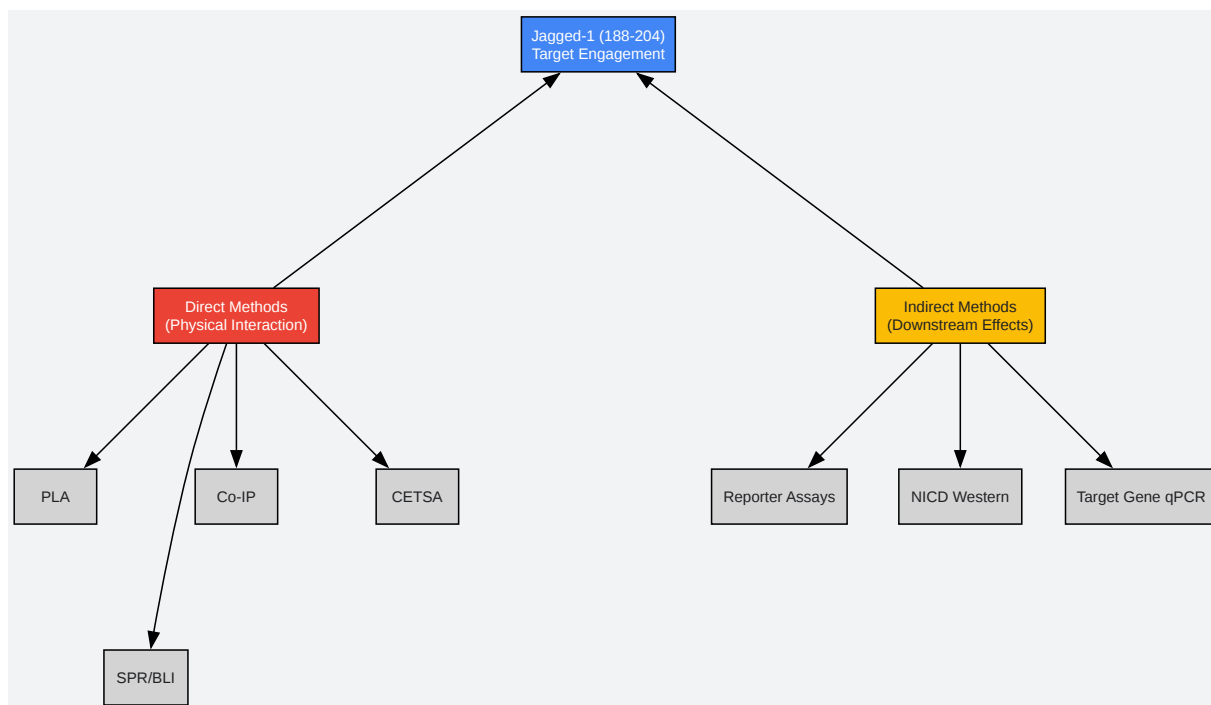 Jagged-1 (188-204)
Target Engagement
Direct Methods
(Physical Interaction)
Indirect Methods
(Downstream Effects)
PLA
Co-IP
CETSA
Reporter Assays
NICD Western
Target Gene qPCR
SPR/BLI